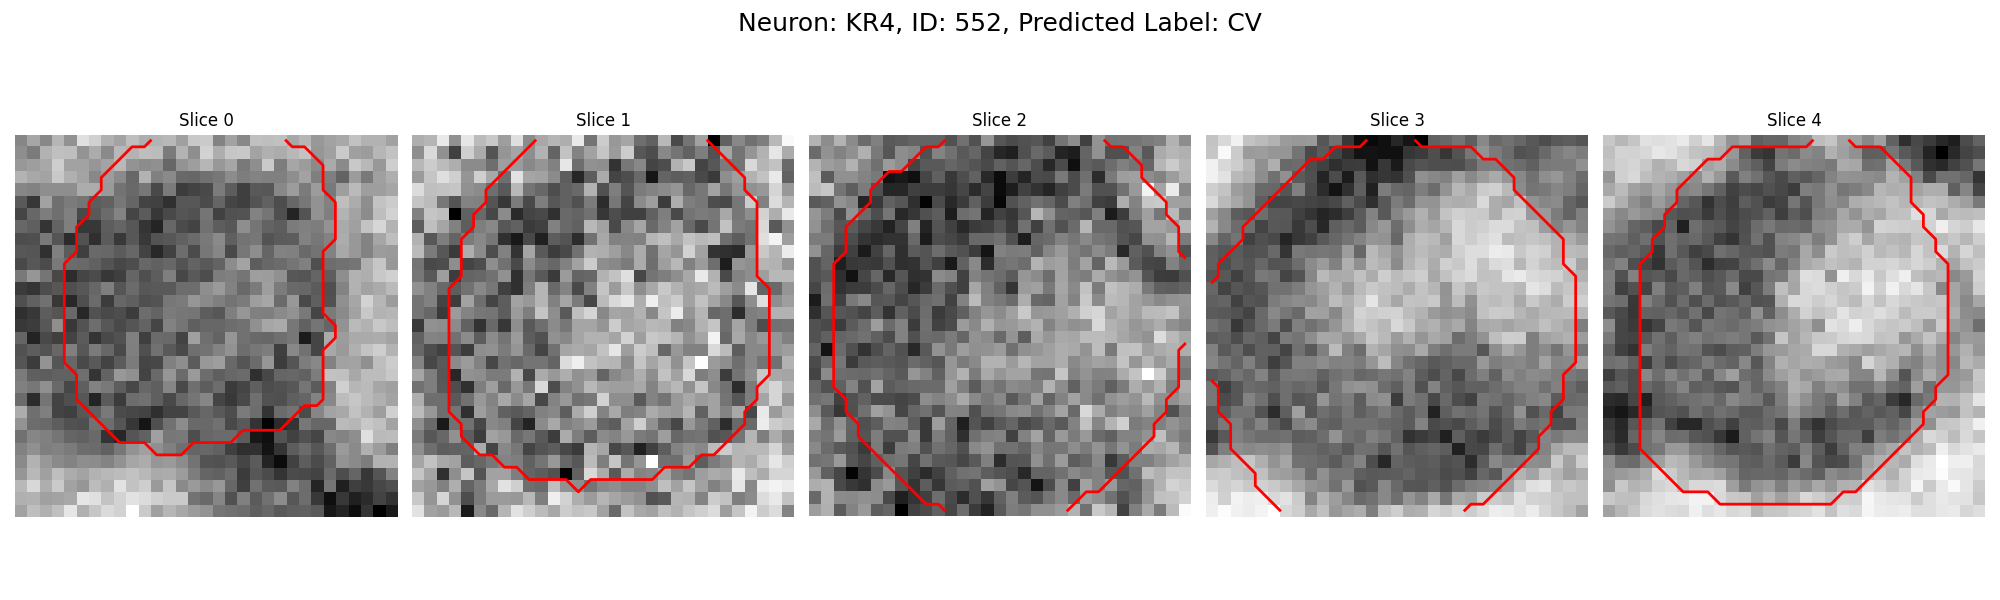 Neuron: KR4, ID: 552, Predicted Label: CV
Slice 0
Slice 1
Slice 2
Slice 3
Slice 4